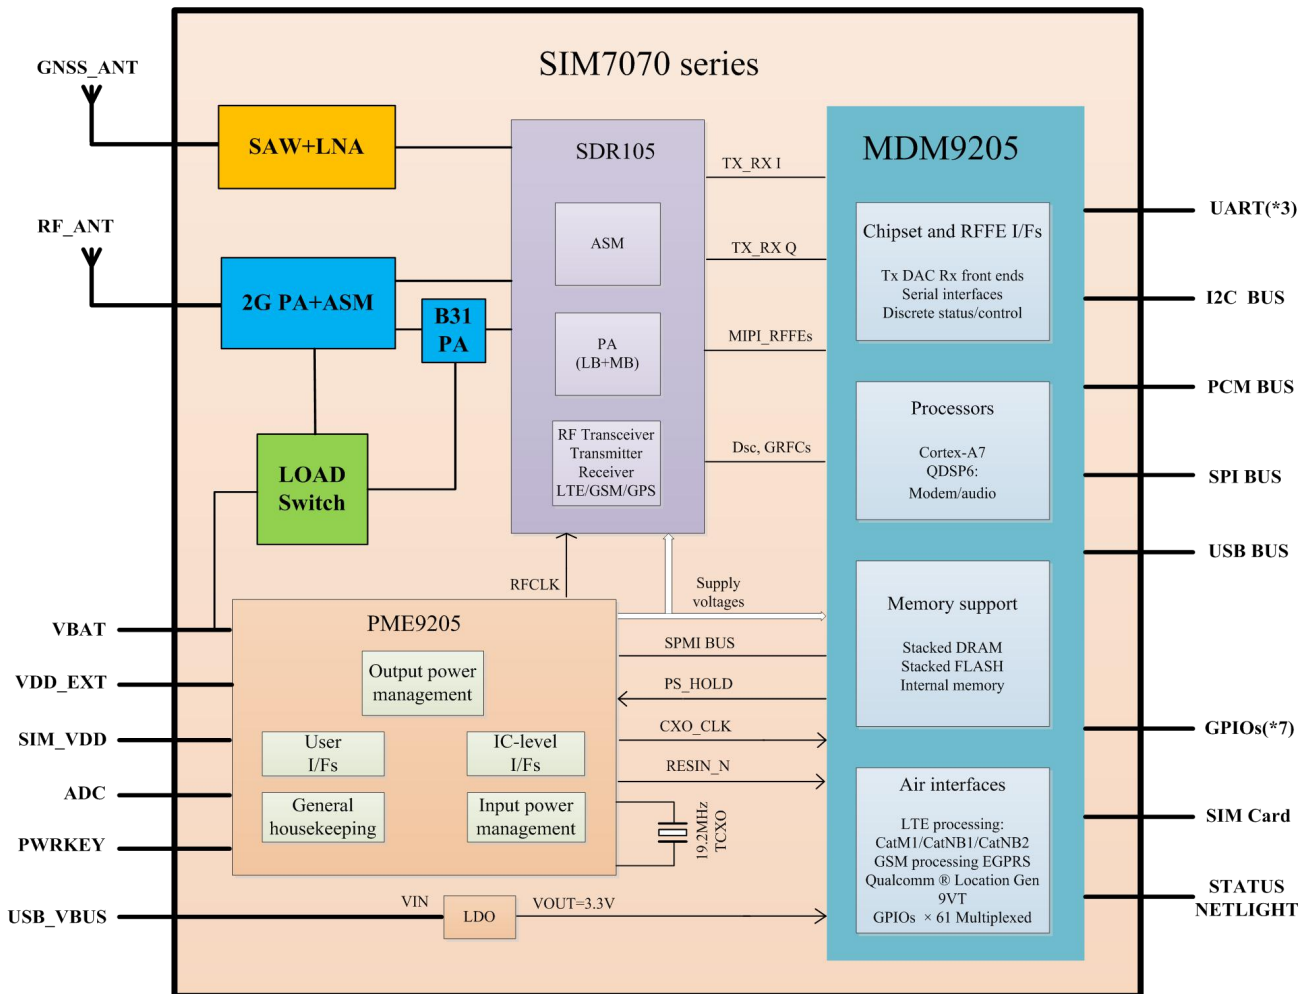 SIM7070 series
GNSS_ANT
SAW+LNA
RF_ANT
2G PA+ASM
B31
PA
LOAD
Switch
SDR105
ASM
PA
(LB+MB)
RF Transceiver
Transmitter
Receiver
LTE/GSM/GPS
TX_RX I
TX_RX Q
MIPI_RFFEs
Dsc, GRFCs
MDM9205
Chipset and RFFE I/Fs
Tx DAC Rx front ends
Serial interfaces
Discrete status/control
Processors
Cortex-A7
QDSP6:
Modem/audio
Memory support
Stacked DRAM
Stacked FLASH
Internal memory
Air interfaces
LTE processing:
CatM1/CatNB1/CatNB2
GSM processing EGPRS
Qualcomm ® Location Gen
9VT
GPIOs × 61 Multiplexed
UART(*3)
I2C BUS
PCM BUS
SPI BUS
USB BUS
GPIOs(*7)
SIM Card
STATUS
NETLIGHT
RFCLK
Supply
voltages
SPMI BUS
PS_HOLD
CXO_CLK
RESIN_N
19.2MHz
TCXO
VBAT
VDD_EXT
SIM_VDD
ADC
PWRKEY
USB_VBUS
PME9205
Output power
management
User
I/Fs
IC-level
I/Fs
General
housekeeping
Input power
management
VIN
LDO
VOUT=3.3V